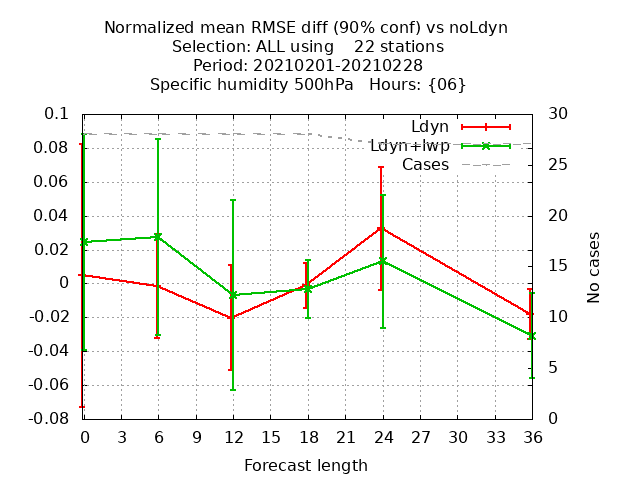 Normalized mean RMSE diff (90% conf) vs noLdyn
Selection: ALL using    22 stations
Period: 20210201-20210228
Specific humidity 500hPa   Hours: {06}
0.1
0.08
0.06
0.04
0.02
0
-0.02
-0.04
-0.06
-0.08
30
25
20
15
10
5
0
Ldyn
Ldyn+lwp
Cases
No cases
0 3 6 9 12 15 18 21 24 27 30 33 36
Forecast length